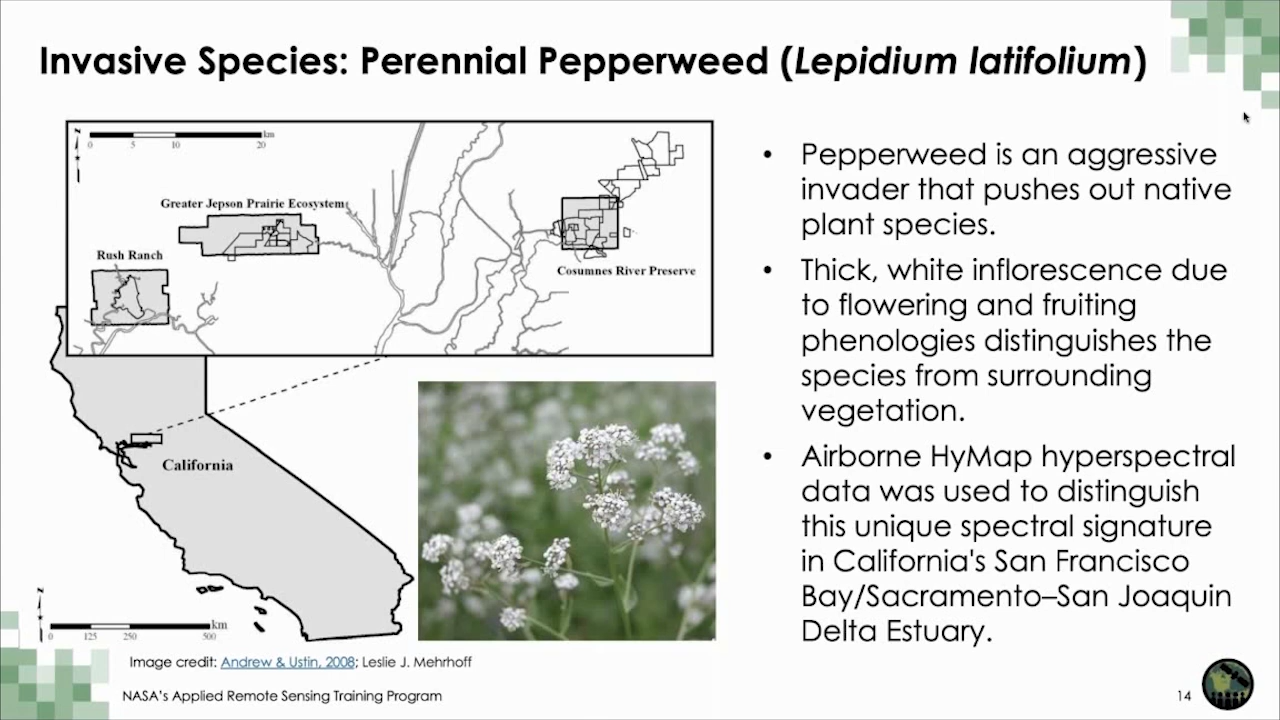 Invasive Species: Perennial Pepperweed (Lepidium latifolium)
N
km
0 5 10 20
Greater Jepson Prairie Ecosystem
Rush Ranch
Cosumnes River Preserve
California
N
km
0 125 250 500
Image credit: Andrew & Ustin, 2008; Leslie J. Mehrhoff
• Pepperweed is an aggressive
invader that pushes out native
plant species.
• Thick, white inflorescence due
to flowering and fruiting
phenologies distinguishes the
species from surrounding
vegetation.
• Airborne HyMap hyperspectral
data was used to distinguish
this unique spectral signature
in California's San Francisco
Bay/Sacramento–San Joaquin
Delta Estuary.
NASA's Applied Remote Sensing Training Program
14